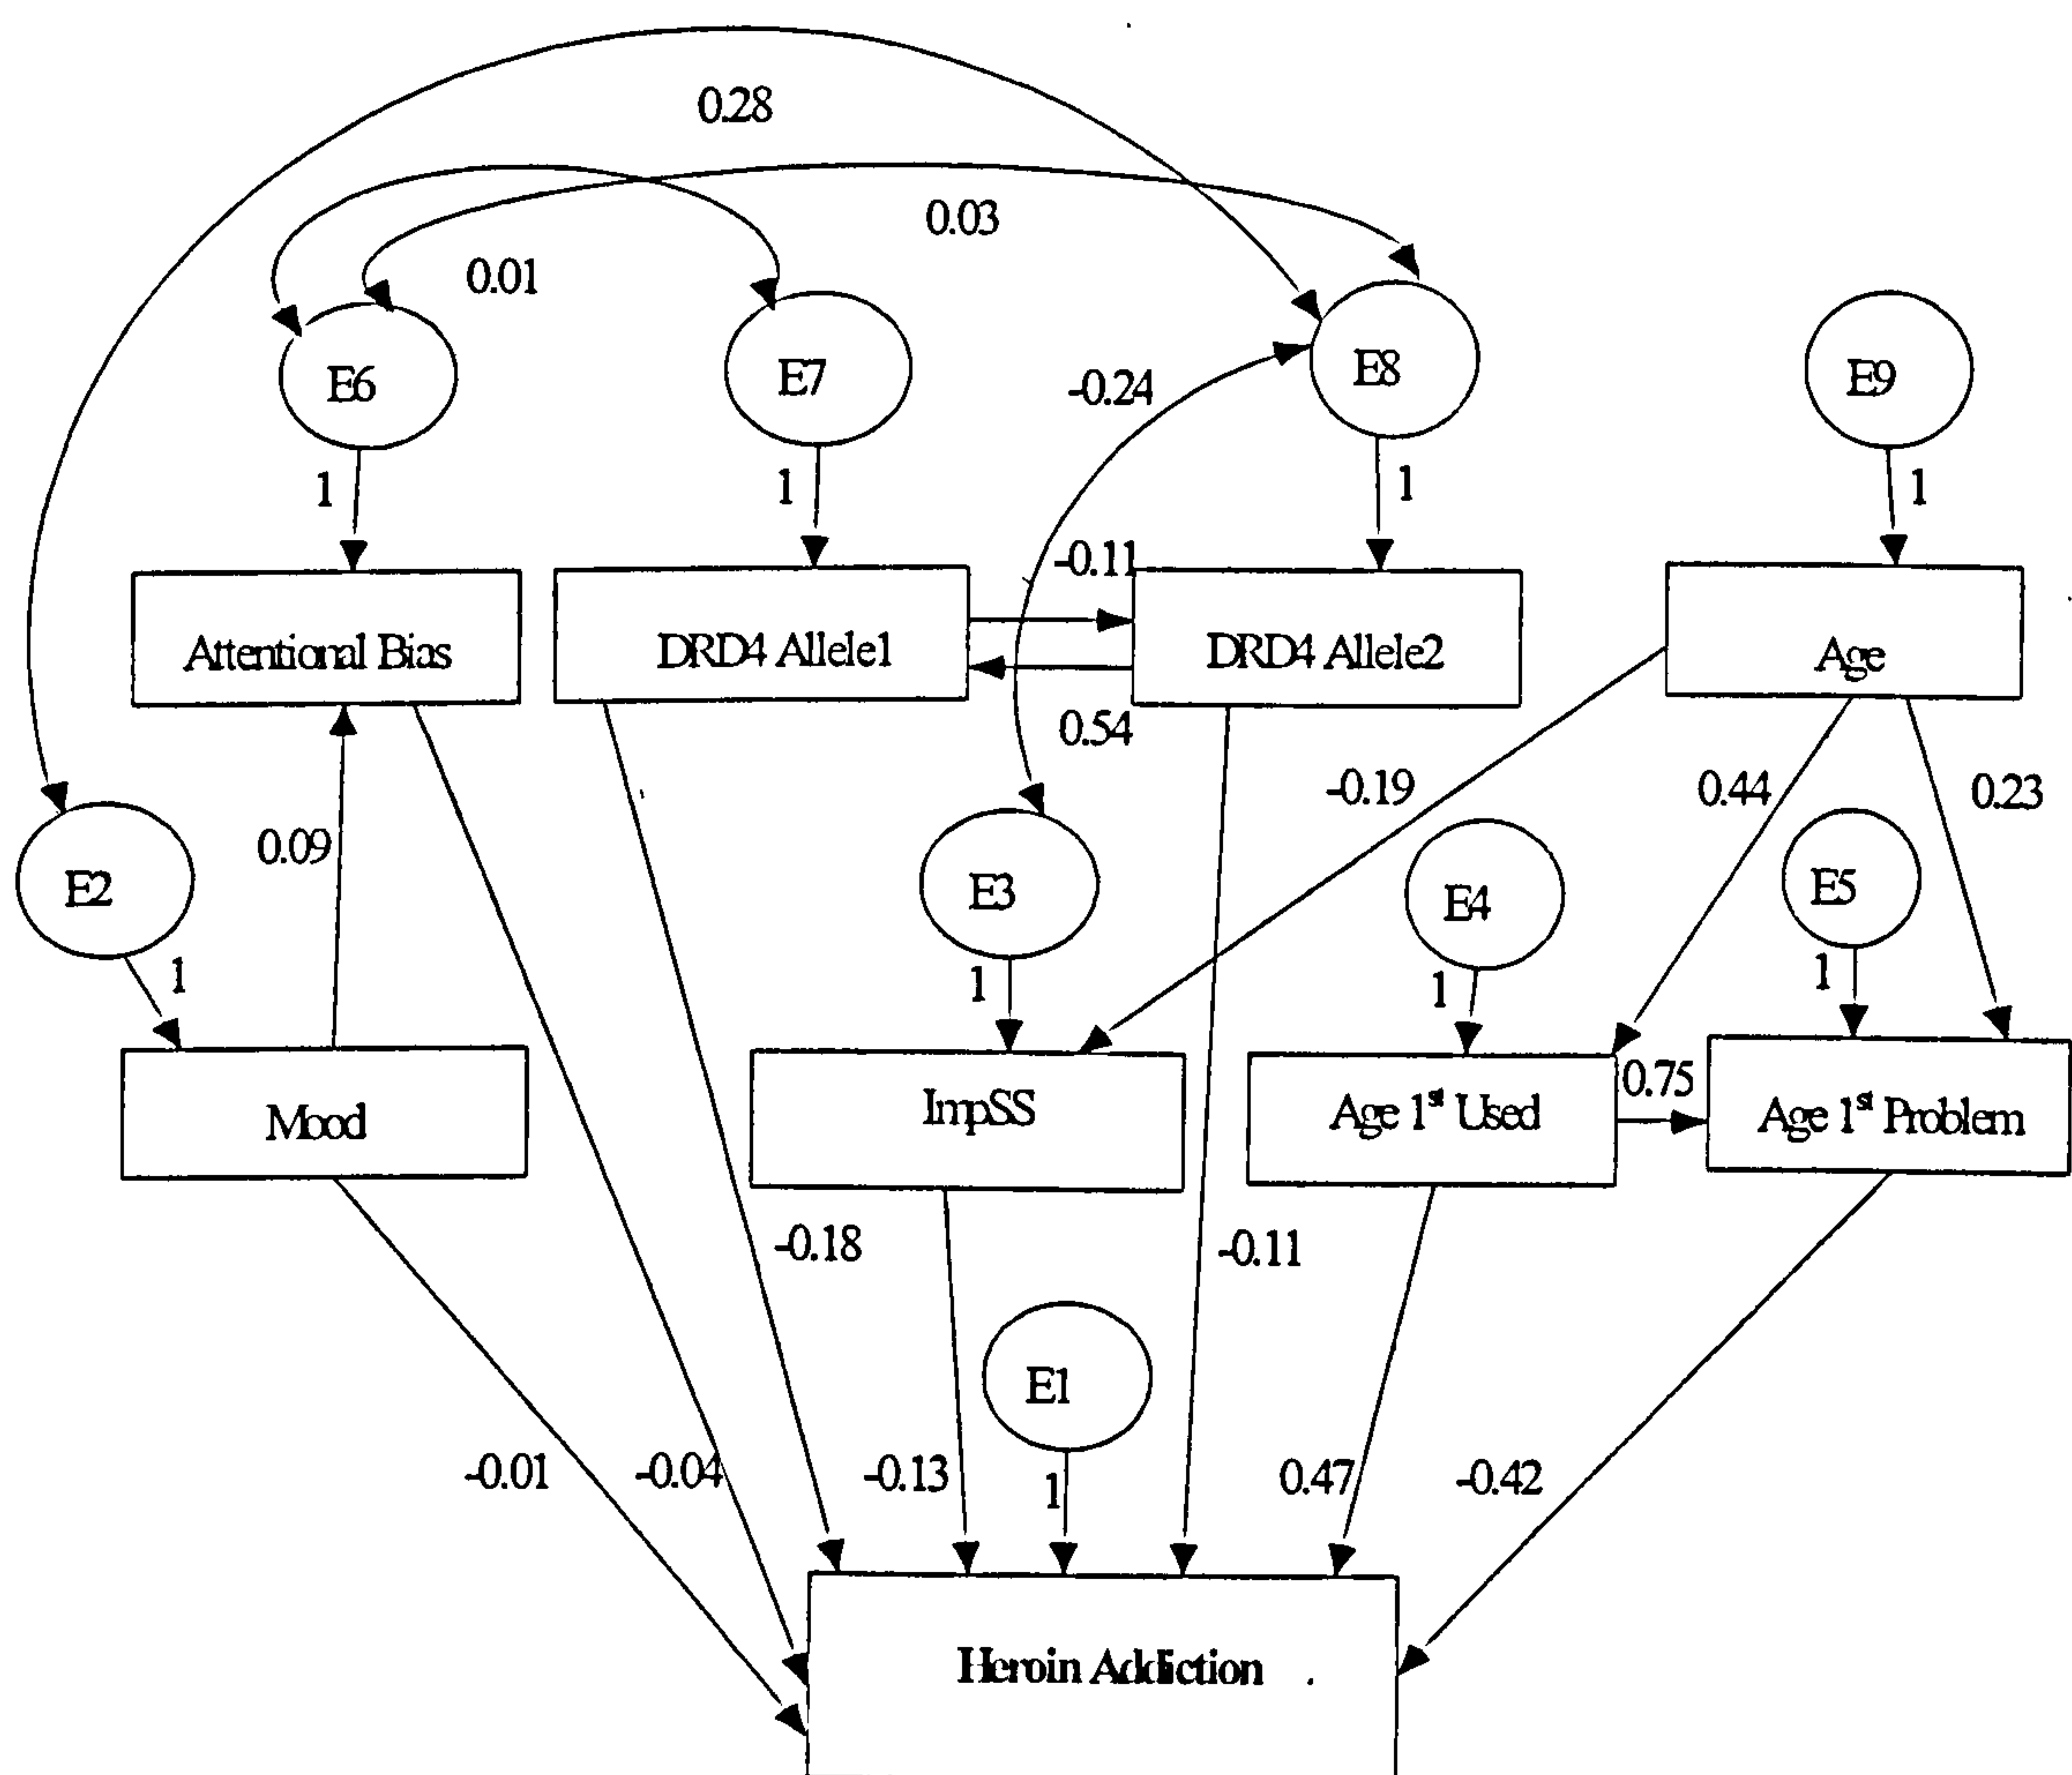 0.28
0.03
0.01
E6
E7
-0.24
E8
E9
1
1
1
1
-0.11
Attentional Bias
DRD4 Allele1
DRD4 Allele2
Age
0.54
-0.19
0.44
0.23
0.09
E2
E3
E4
E5
1
1
1
1
0.75
Mood
ImpSS
Age 1st Used
Age 1st Problem
-0.18
-0.11
E1
-0.01
-0.04
-0.13
1
0.47
-0.42
Heroin Addiction